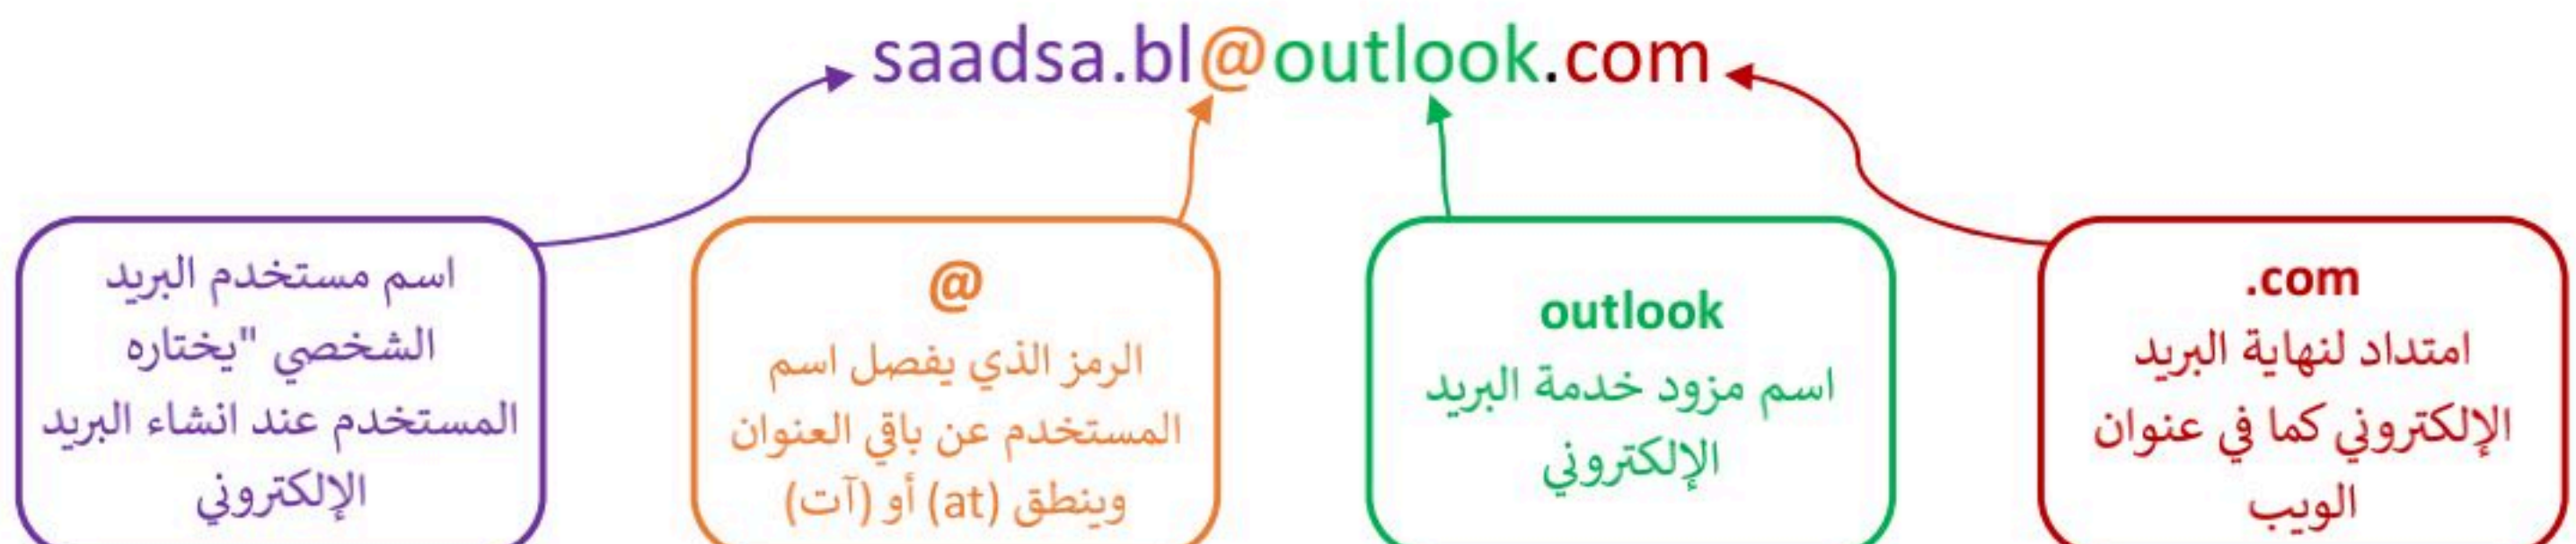 saadsa.bl@outlook.com
اسم مستخدم البريد
الشخصي "يختاره
المستخدم عند انشاء البريد
الإلكتروني
@
الرمز الذي يفصل اسم
المستخدم عن باقي العنوان
وينطق (at) أو (آت)
outlook
اسم مزود خدمة البريد
الإلكتروني
.com
امتداد لنهاية البريد
الإلكتروني كما في عنوان
الويب